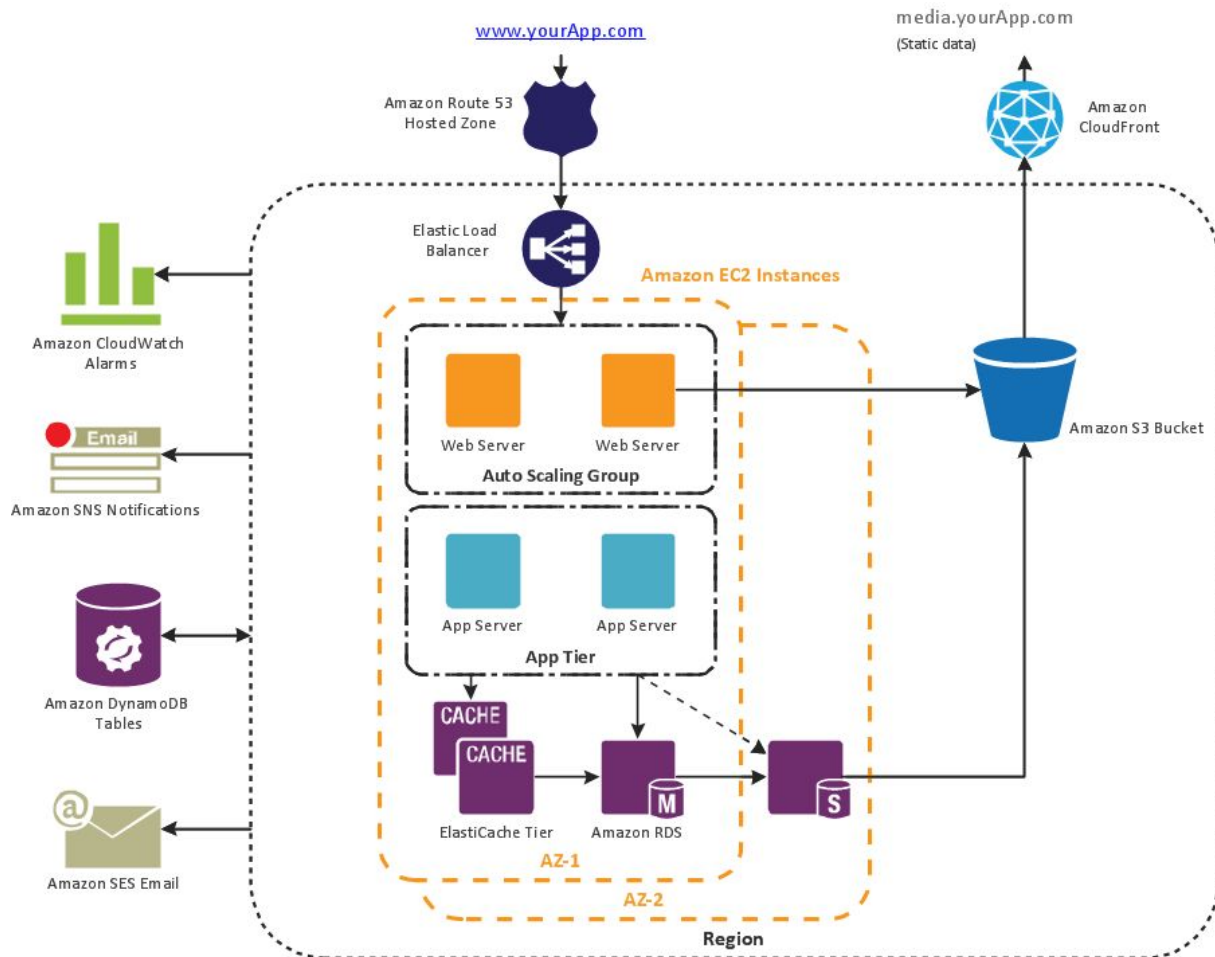 www.yourApp.com
media.yourApp.com
(Static data)
Amazon Route 53
Hosted Zone
Amazon
CloudFront
Elastic Load
Balancer
Amazon EC2 Instances
Amazon CloudWatch
Alarms
Web Server
Web Server
Auto Scaling Group
Amazon S3 Bucket
Email
Amazon SNS Notifications
App Server
App Server
App Tier
Amazon DynamoDB
Tables
CACHE
CACHE
M
S
ElastiCache Tier
Amazon RDS
@
Amazon SES Email
AZ-1
AZ-2
Region